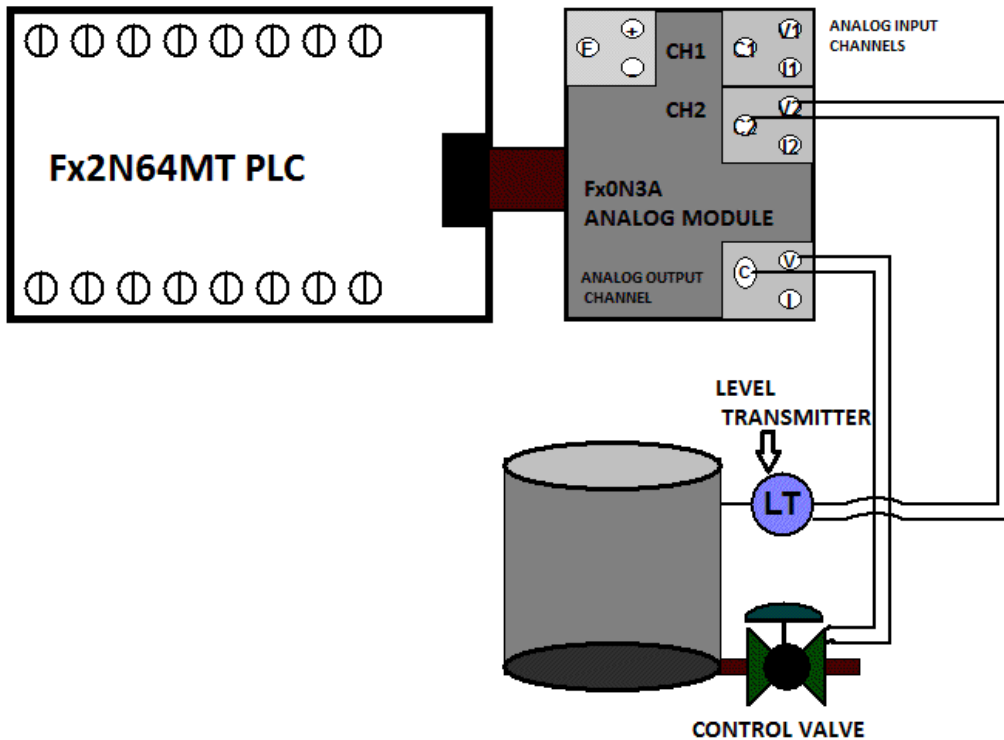 Fx2N64MT PLC
E
+
-
CH1
C1
V1
I1
ANALOG INPUT
CHANNELS
CH2
C2
V2
I2
Fx0N3A
ANALOG MODULE
ANALOG OUTPUT
CHANNEL
C
V
I
LEVEL
TRANSMITTER
LT
CONTROL VALVE